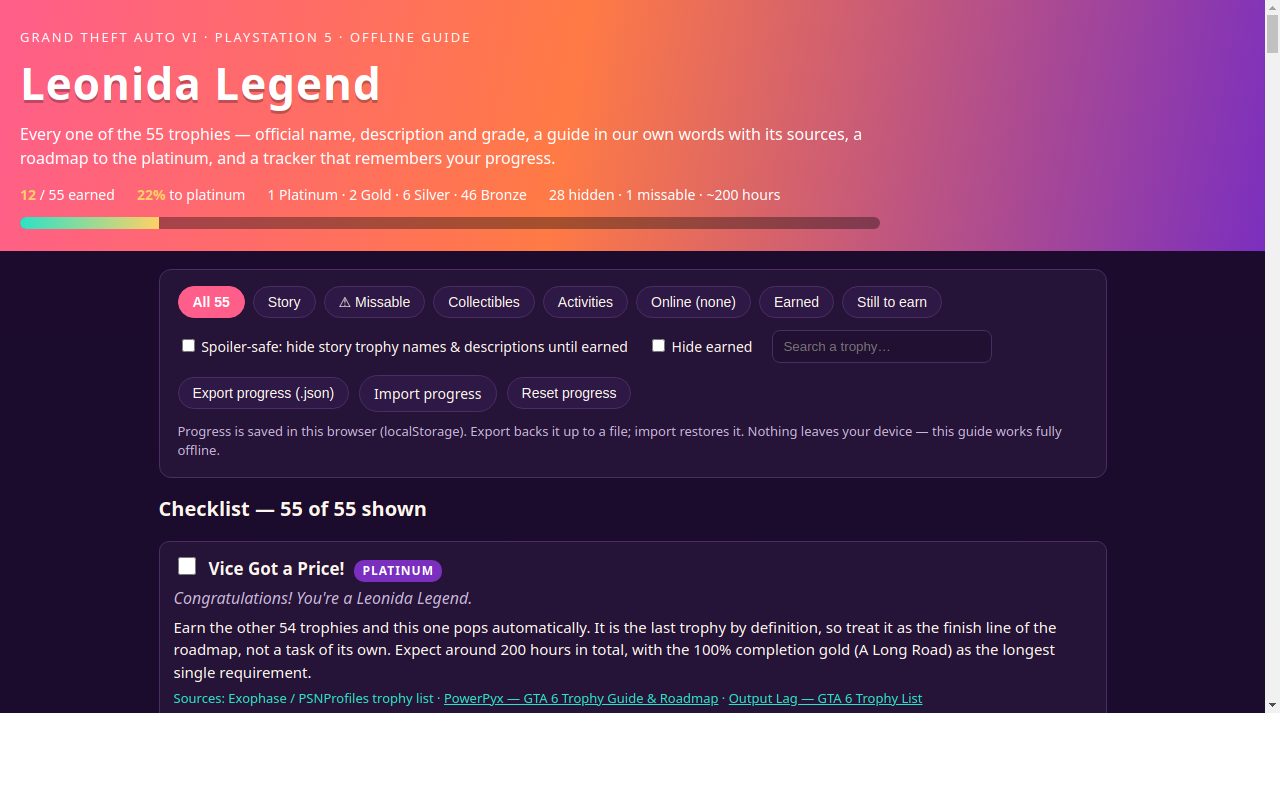 GRAND THEFT AUTO VI · PLAYSTATION 5 · OFFLINE GUIDE
Leonida Legend
Every one of the 55 trophies — official name, description and grade, a guide in our own words with its sources, a
roadmap to the platinum, and a tracker that remembers your progress.
12 / 55 earned 22% to platinum 1 Platinum · 2 Gold · 6 Silver · 46 Bronze 28 hidden · 1 missable · ~200 hours
All 55 Story ⚠ Missable Collectibles Activities Online (none) Earned Still to earn
Spoiler-safe: hide story trophy names & descriptions until earned Hide earned Search a trophy…
Export progress (.json) Import progress Reset progress
Progress is saved in this browser (localStorage). Export backs it up to a file; import restores it. Nothing leaves your device — this guide works fully
offline.
Checklist — 55 of 55 shown
Vice Got a Price! PLATINUM
Congratulations! You're a Leonida Legend.
Earn the other 54 trophies and this one pops automatically. It is the last trophy by definition, so treat it as the finish line of the
roadmap, not a task of its own. Expect around 200 hours in total, with the 100% completion gold (A Long Road) as the longest
single requirement.
Sources: Exophase / PSNProfiles trophy list · PowerPyx — GTA 6 Trophy Guide & Roadmap · Output Lag — GTA 6 Trophy List